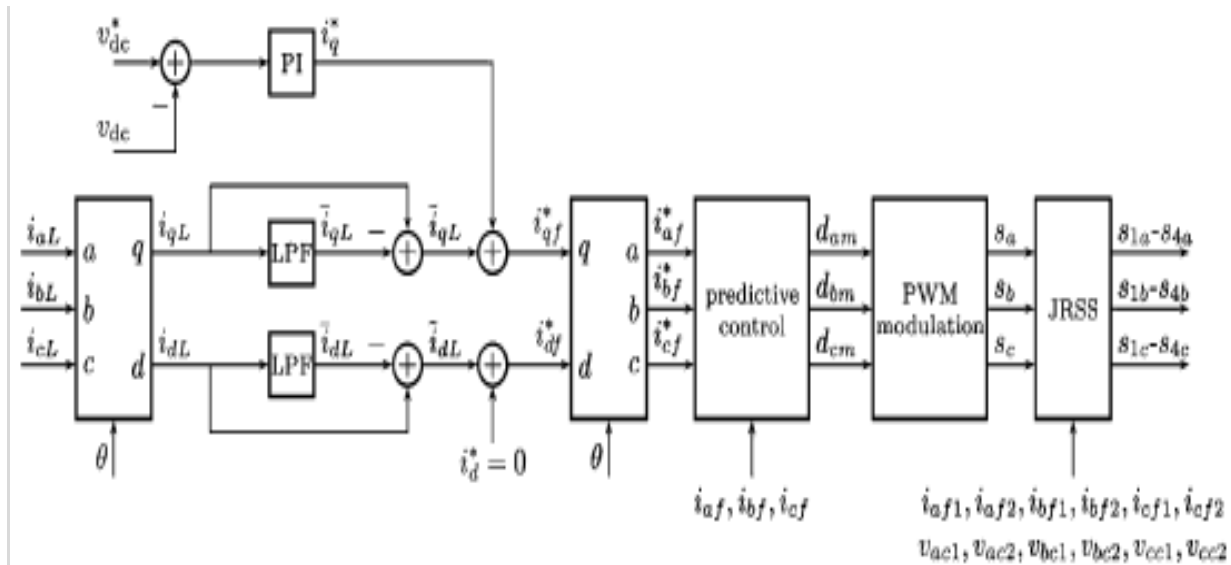 v*dc
PI
i*q
−
vdc
iaL
a
q
iqL
LPF
īqL
−
ĩqL
i*qf
q
a
i*af
dam
sa
s1a-s4a
ibL
b
b
i*bf
predictive
control
dbm
PWM
modulation
sb
JRSS
s1b-s4b
icL
c
d
idL
LPF
īdL
−
ĩdL
i*df
d
c
i*cf
dcm
sc
s1c-s4c
θ
i*d = 0
θ
iaf, ibf, icf
iaf1, iaf2, ibf1, ibf2, icf1, icf2
vac1, vac2, vbc1, vbc2, vcc1, vcc2